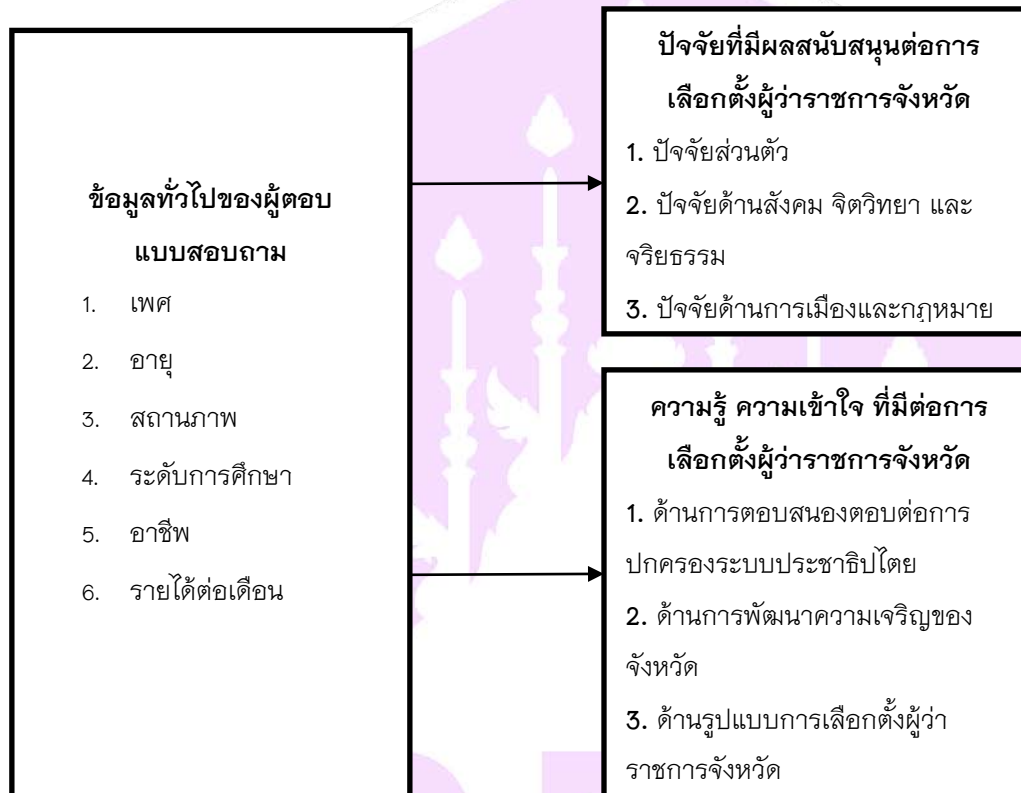 ข้อมูลทั่วไปของผู้ตอบ
แบบสอบถาม
1. เพศ
2. อายุ
3. สถานภาพ
4. ระดับการศึกษา
5. อาชีพ
6. รายได้ต่อเดือน
ปัจจัยที่มีผลสนับสนุนต่อการ
เลือกตั้งผู้ว่าราชการจังหวัด
1. ปัจจัยส่วนตัว
2. ปัจจัยด้านสังคม จิตวิทยา และ
จริยธรรม
3. ปัจจัยด้านการเมืองและกฎหมาย
ความรู้ ความเข้าใจ ที่มีต่อการ
เลือกตั้งผู้ว่าราชการจังหวัด
1. ด้านการตอบสนองตอบต่อการ
ปกครองระบบประชาธิปไตย
2. ด้านการพัฒนาความเจริญของ
จังหวัด
3. ด้านรูปแบบการเลือกตั้งผู้ว่า
ราชการจังหวัด